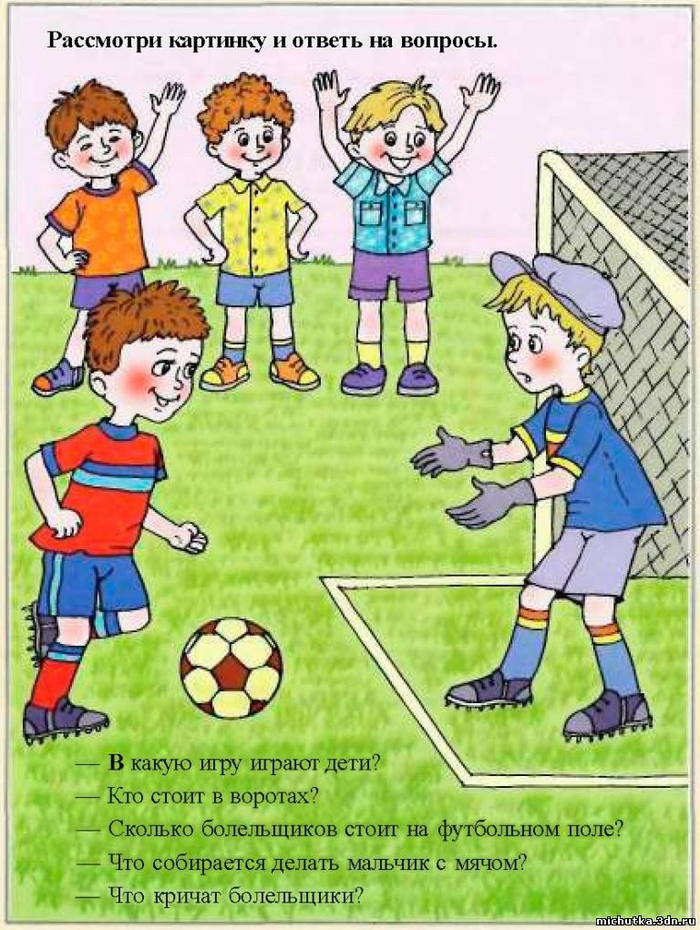 Рассмотри картинку и ответь на вопросы.
— В какую игру играют дети?
— Кто стоит в воротах?
— Сколько болельщиков стоит на футбольном поле?
— Что собирается делать мальчик с мячом?
— Что кричат болельщики?
michutka.3dn.ru